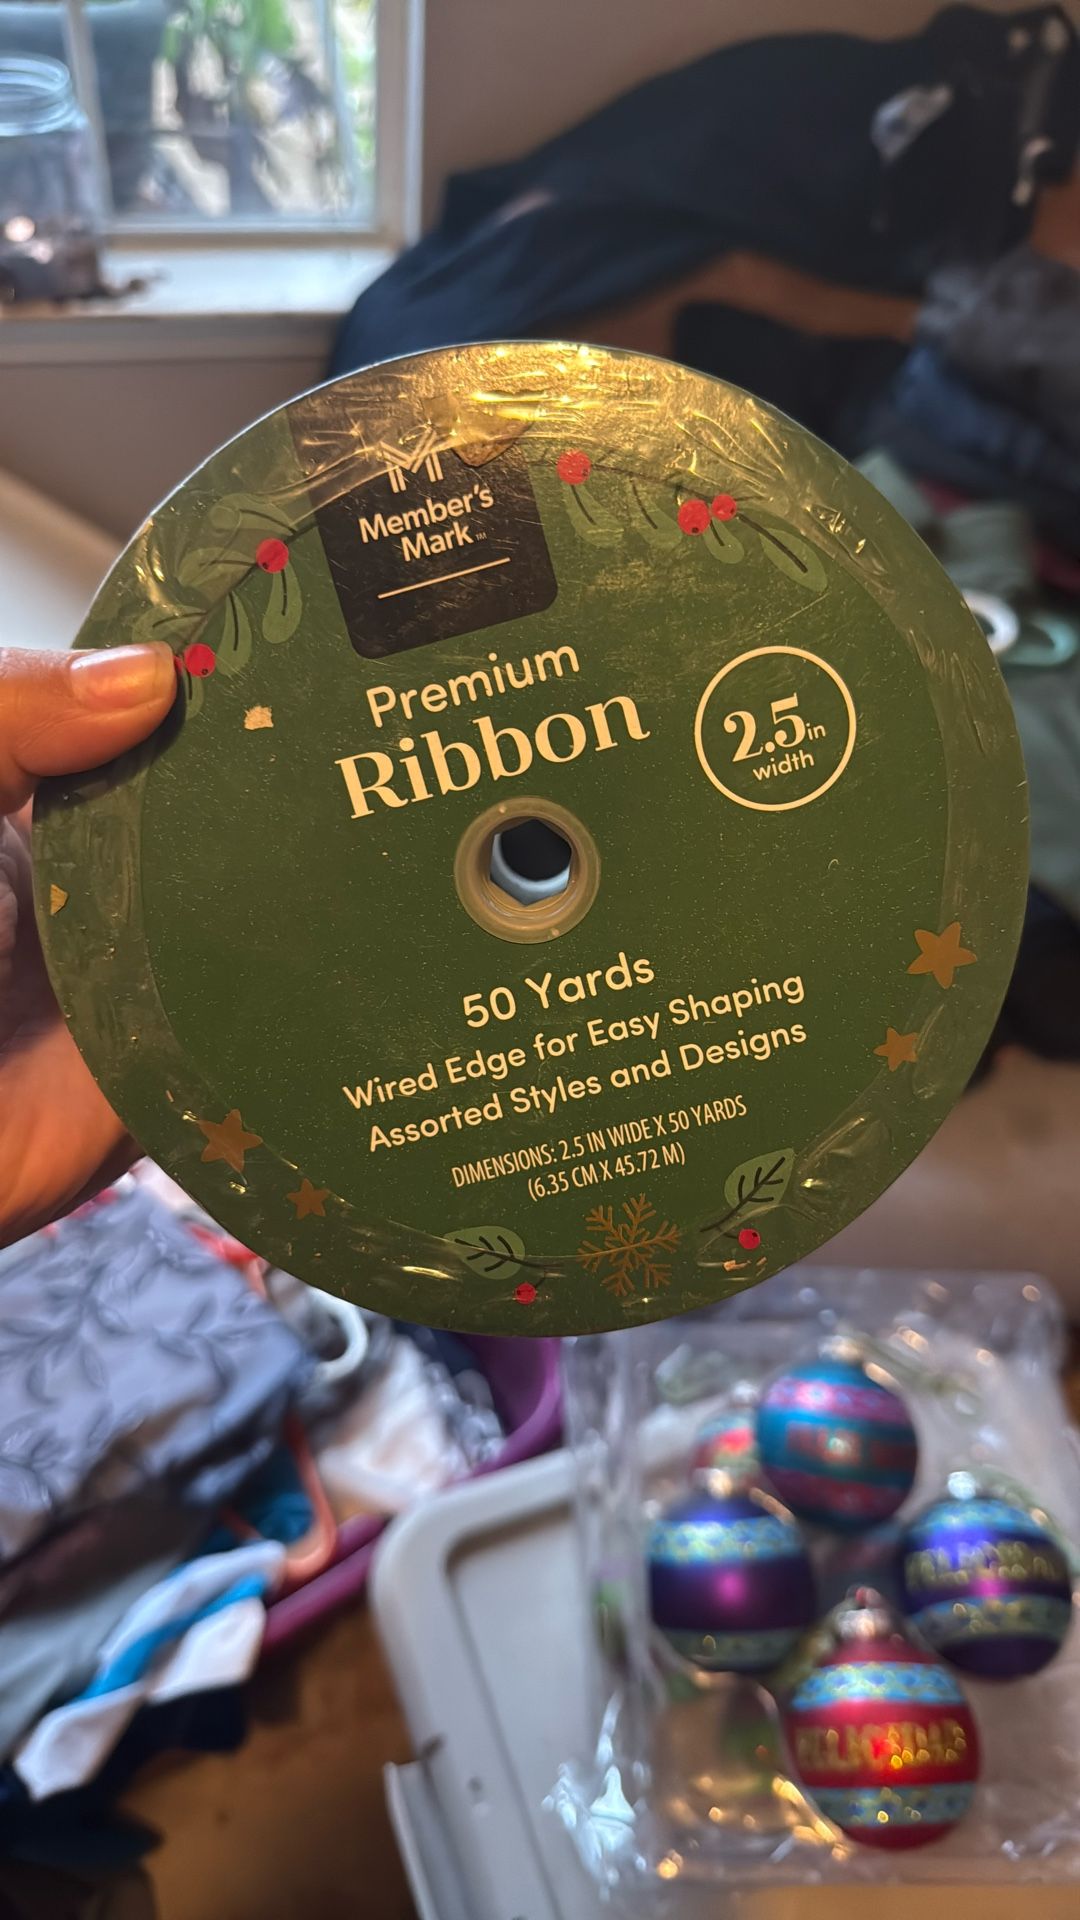 Member's
Mark™
Premium
Ribbon
2.5in
width
50 Yards
Wired Edge for Easy Shaping
Assorted Styles and Designs
DIMENSIONS: 2.5 IN WIDE X 50 YARDS
(6.35 CM X 45.72 M)